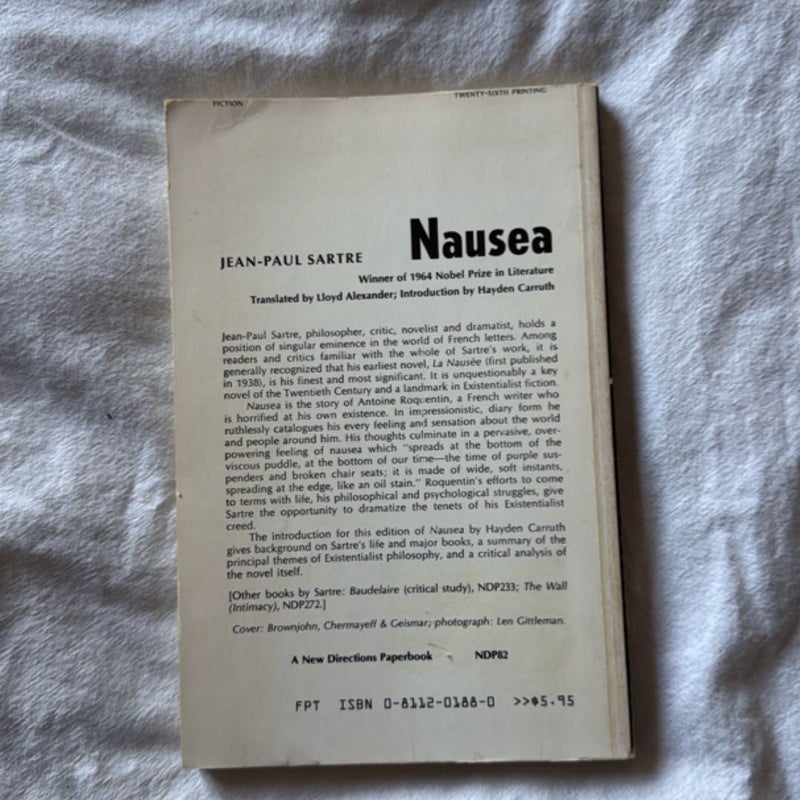 FICTION
TWENTY-SIXTH PRINTING
JEAN-PAUL SARTRE
Nausea
Winner of 1964 Nobel Prize in Literature
Translated by Lloyd Alexander; Introduction by Hayden Carruth
Jean-Paul Sartre, philosopher, critic, novelist and dramatist, holds a
position of singular eminence in the world of French letters. Among
readers and critics familiar with the whole of Sartre's work, it is
generally recognized that his earliest novel, La Nausée (first published
in 1938), is his finest and most significant. It is unquestionably a key
novel of the Twentieth Century and a landmark in Existentialist fiction.
Nausea is the story of Antoine Roquentin, a French writer who
is horrified at his own existence. In impressionistic, diary form he
ruthlessly catalogues his every feeling and sensation about the world
and people around him. His thoughts culminate in a pervasive, over-
powering feeling of nausea which "spreads at the bottom of the
viscous puddle, at the bottom of our time—the time of purple sus-
penders and broken chair seats; it is made of wide, soft instants,
spreading at the edge, like an oil stain." Roquentin's efforts to come
to terms with life, his philosophical and psychological struggles, give
Sartre the opportunity to dramatize the tenets of his Existentialist
creed.
The introduction for this edition of Nausea by Hayden Carruth
gives background on Sartre's life and major books, a summary of the
principal themes of Existentialist philosophy, and a critical analysis of
the novel itself.
[Other books by Sartre: Baudelaire (critical study), NDP233; The Wall
(Intimacy), NDP272.]
Cover: Brownjohn, Chermayeff & Geismar; photograph: Len Gittleman.
A New Directions Paperbook NDP82
FPT ISBN 0-8112-0188-0 >>$5.95